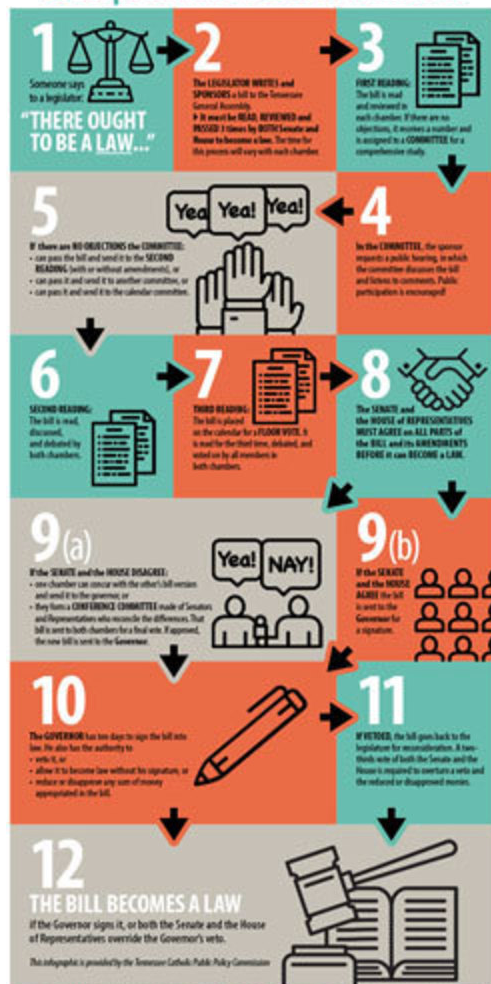 1
Someone says
to a legislator:
"THERE OUGHT
TO BE A LAW..."
2
The LEGISLATOR WRITES and
SPONSORS a bill to the Tennessee
General Assembly.
It must be READ, REVIEWED and
PASSED 3 times by BOTH Senate and
House to become a law. The time for
this process will vary with each chamber.
3
FIRST READING:
The bill is read
and reviewed in
each chamber. If there are no
objections, it receives a number and
is assigned to a COMMITTEE for a
comprehensive study.
5
If there are NO OBJECTIONS the COMMITTEE:
• can pass the bill and send it to the SECOND
READING (with or without amendments), or
• can pass it and send it to another committee, or
• can pass it and send it to the calendar committee.
Yea Yea! Yea!
4
In the COMMITTEE, the sponsor
requests a public hearing, in which
the committee discusses the bill
and listens to comments. Public
participation is encouraged!
6
SECOND READING:
The bill is read,
discussed,
and debated by
both chambers.
7
THIRD READING:
The bill is placed
on the calendar for a FLOOR VOTE. It
is read for the third time, debated, and
voted on by all members in
both chambers.
8
The SENATE and
the HOUSE of REPRESENTATIVES
MUST AGREE on ALL PARTS of
the BILL and its AMENDMENTS
BEFORE it can BECOME a LAW.
9(a)
If the SENATE and the HOUSE DISAGREE:
• one chamber can concur with the other's bill version
and send it to the governor, or
• they form a CONFERENCE COMMITTEE made of Senators
and Representatives who reconcile the differences. That
bill is sent to both chambers for a final vote. If approved,
the new bill is sent to the Governor.
Yea! NAY!
9(b)
If the SENATE
and the HOUSE
AGREE the bill
is sent to the
Governor for
a signature.
10
The GOVERNOR has ten days to sign the bill into
law. He also has the authority to
• veto it, or
• allow it to become law without his signature, or
• reduce or disapprove any sum of money
appropriated in the bill.
11
If VETOED, the bill goes back to the
legislature for reconsideration. A two-
thirds vote of both the Senate and the
House is required to overturn a veto and
the reduced or disapproved monies.
12
THE BILL BECOMES A LAW
if the Governor signs it, or both the Senate and the House
of Representatives override the Governor's veto.
This infographic is provided by the Tennessee Catholic Public Policy Commission